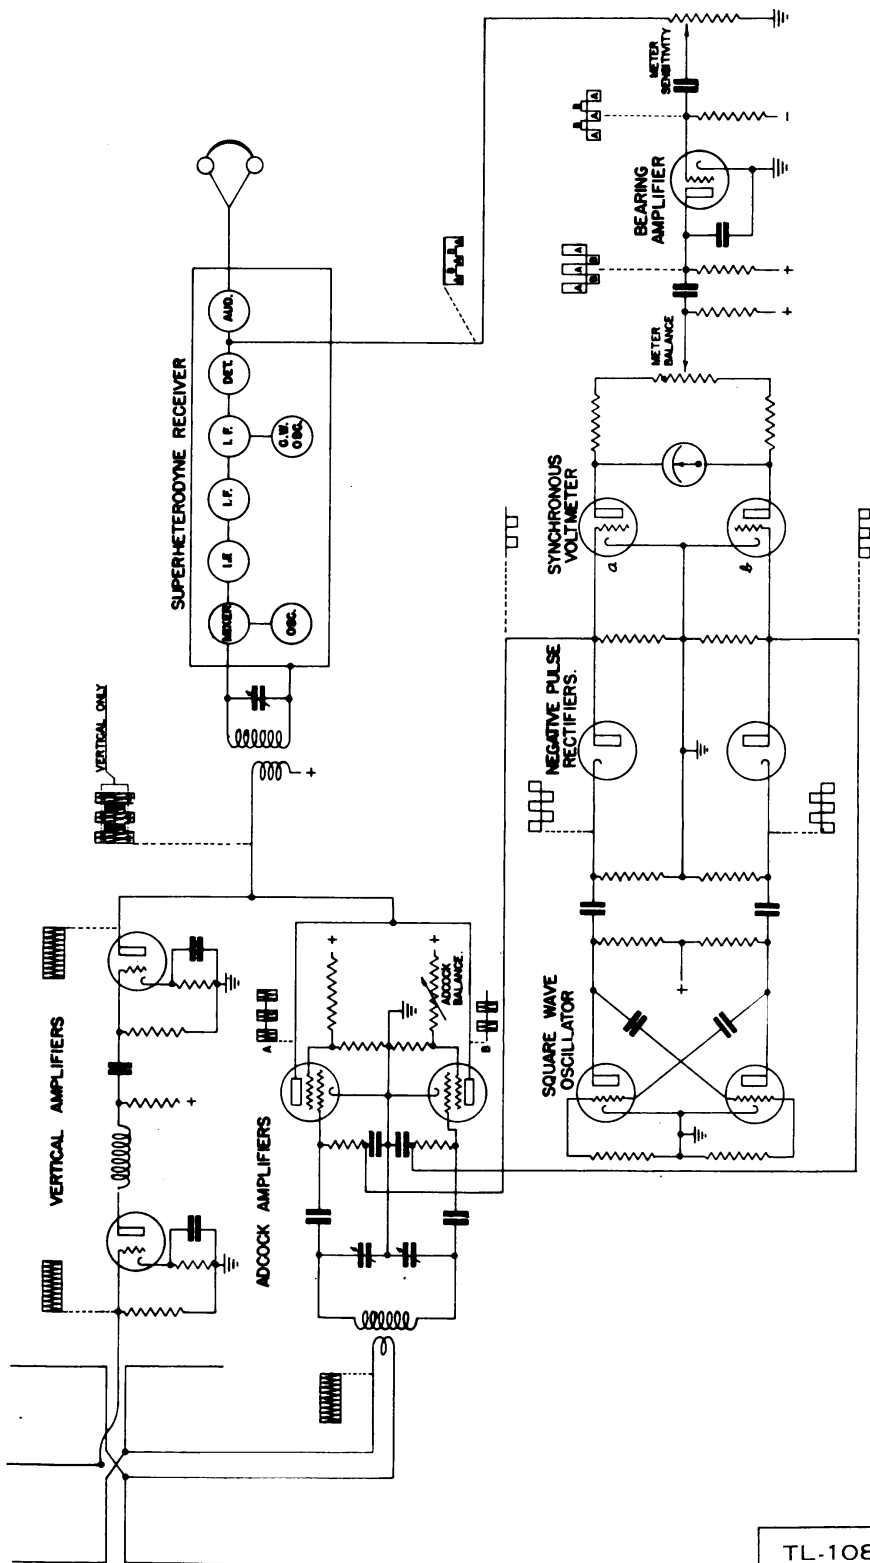 VERTICAL AMPLIFIERS
VERTICAL ONLY
SUPERHETERODYNE RECEIVER
MIXER
OSC.
I.F.
I.F.
I.F.
C.W.
OSC.
DET.
AUD.
ADCOCK AMPLIFIERS
A
B
+
+
ADCOCK
BALANCE.
+
+
SQUARE WAVE
OSCILLATOR
+
NEGATIVE PULSE
RECTIFIERS.
SYNCHRONOUS
VOLTMETER
a
b
METER
BALANCE
+
+
BEARING
AMPLIFIER
-
METER
SENSITIVITY
A
B
A
B
A
A
B
A
B
A
TL-108